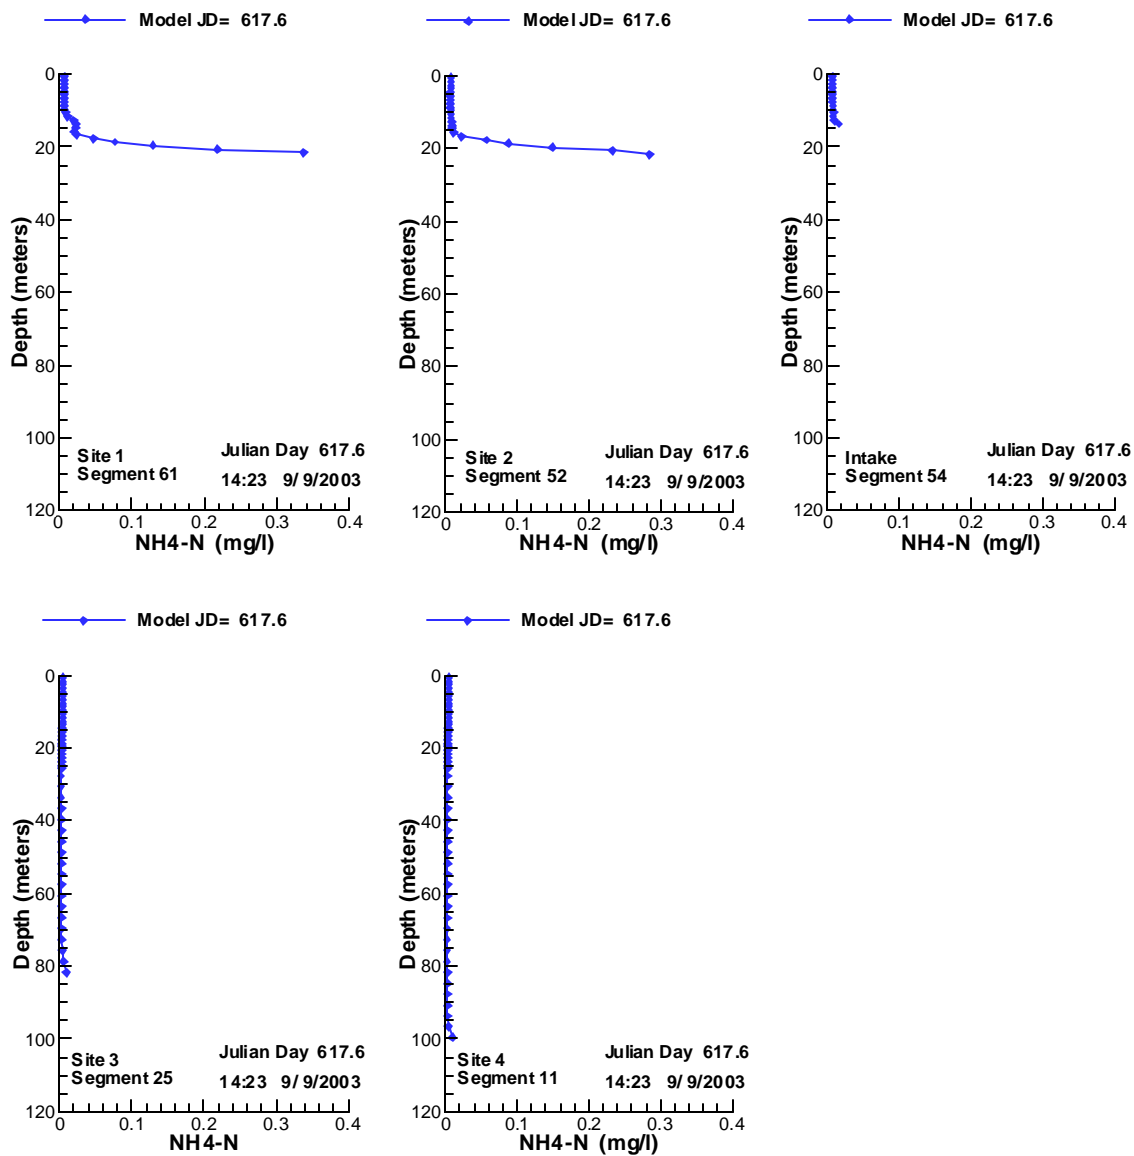 Model JD= 617.6
0
20
40
60
80
100
120
Depth (meters)
Site 1
Segment 61
Julian Day 617.6
14:23 9/ 9/2003
0 0.1 0.2 0.3 0.4
NH4-N (mg/l)
Model JD= 617.6
0
20
40
60
80
100
120
Depth (meters)
Site 2
Segment 52
Julian Day 617.6
14:23 9/ 9/2003
0 0.1 0.2 0.3 0.4
NH4-N (mg/l)
Model JD= 617.6
0
20
40
60
80
100
120
Depth (meters)
Intake
Segment 54
Julian Day 617.6
14:23 9/ 9/2003
0 0.1 0.2 0.3 0.4
NH4-N (mg/l)
Model JD= 617.6
0
20
40
60
80
100
120
Depth (meters)
Site 3
Segment 25
Julian Day 617.6
14:23 9/ 9/2003
0 0.1 0.2 0.3 0.4
NH4-N
Model JD= 617.6
0
20
40
60
80
100
120
Depth (meters)
Site 4
Segment 11
Julian Day 617.6
14:23 9/ 9/2003
0 0.1 0.2 0.3 0.4
NH4-N (mg/l)